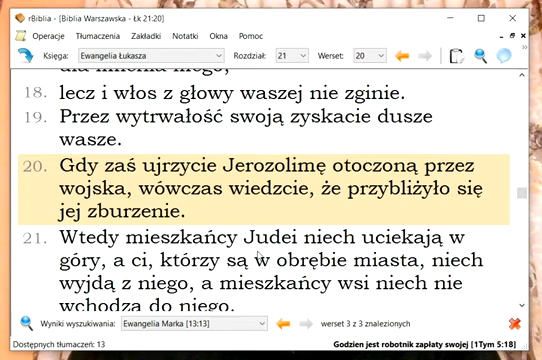 rBiblia - [Biblia Warszawska - Łk 21:20]
Operacje Tłumaczenia Zakładki Notatki Okna Pomoc
Księga: Ewangelia Łukasza Rozdział: 21 Werset: 20
dla imienia mego,
18. lecz i włos z głowy waszej nie zginie.
19. Przez wytrwałość swoją zyskacie dusze
wasze.
20. Gdy zaś ujrzycie Jerozolimę otoczoną przez
wojska, wówczas wiedzcie, że przybliżyło się
jej zburzenie.
21. Wtedy mieszkańcy Judei niech uciekają w
góry, a ci, którzy są w obrębie miasta, niech
wyjdą z niego, a mieszkańcy wsi niech nie
wchodzą do niego.
Wyniki wyszukiwania: Ewangelia Marka [13:13] werset 3 z 3 znalezionych
Dostępnych tłumaczeń: 13 Godzien jest robotnik zapłaty swojej [1Tym 5:18]